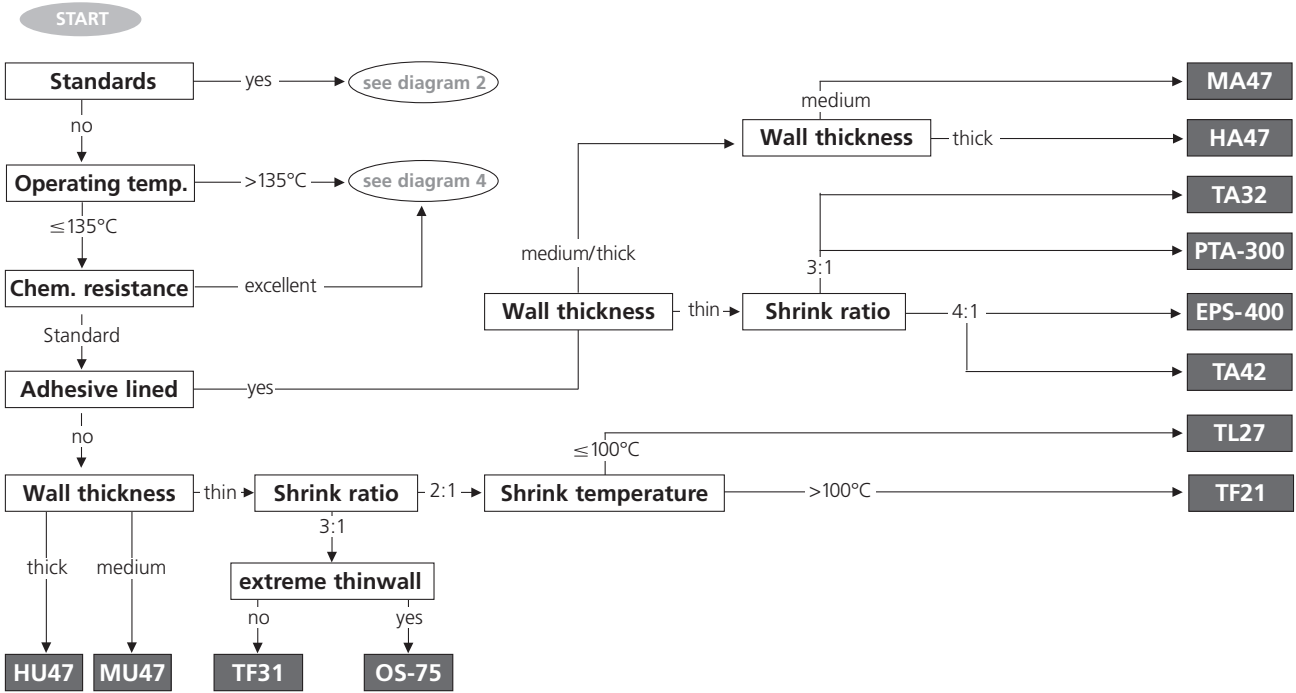 START
Standards
yes
see diagram 2
no
Operating temp.
>135°C
see diagram 4
≤135°C
Chem. resistance
excellent
Standard
Adhesive lined
yes
medium/thick
Wall thickness
medium
MA47
thick
HA47
Wall thickness
thin
Shrink ratio
3:1
TA32
PTA-300
4:1
EPS-400
TA42
no
Wall thickness
thin
Shrink ratio
2:1
Shrink temperature
≤100°C
TL27
>100°C
TF21
3:1
extreme thinwall
thick
medium
no
yes
HU47
MU47
TF31
OS-75